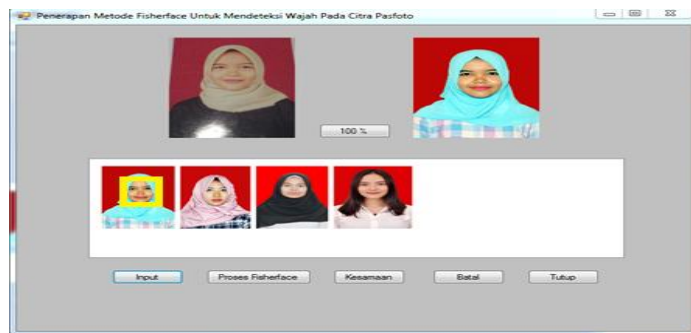 Penerapan Metode Fisherface Untuk Mendeteksi Wajah Pada Citra Pasfoto
100 %
Input Proses Fisherface Kesamaan Batal Tutup